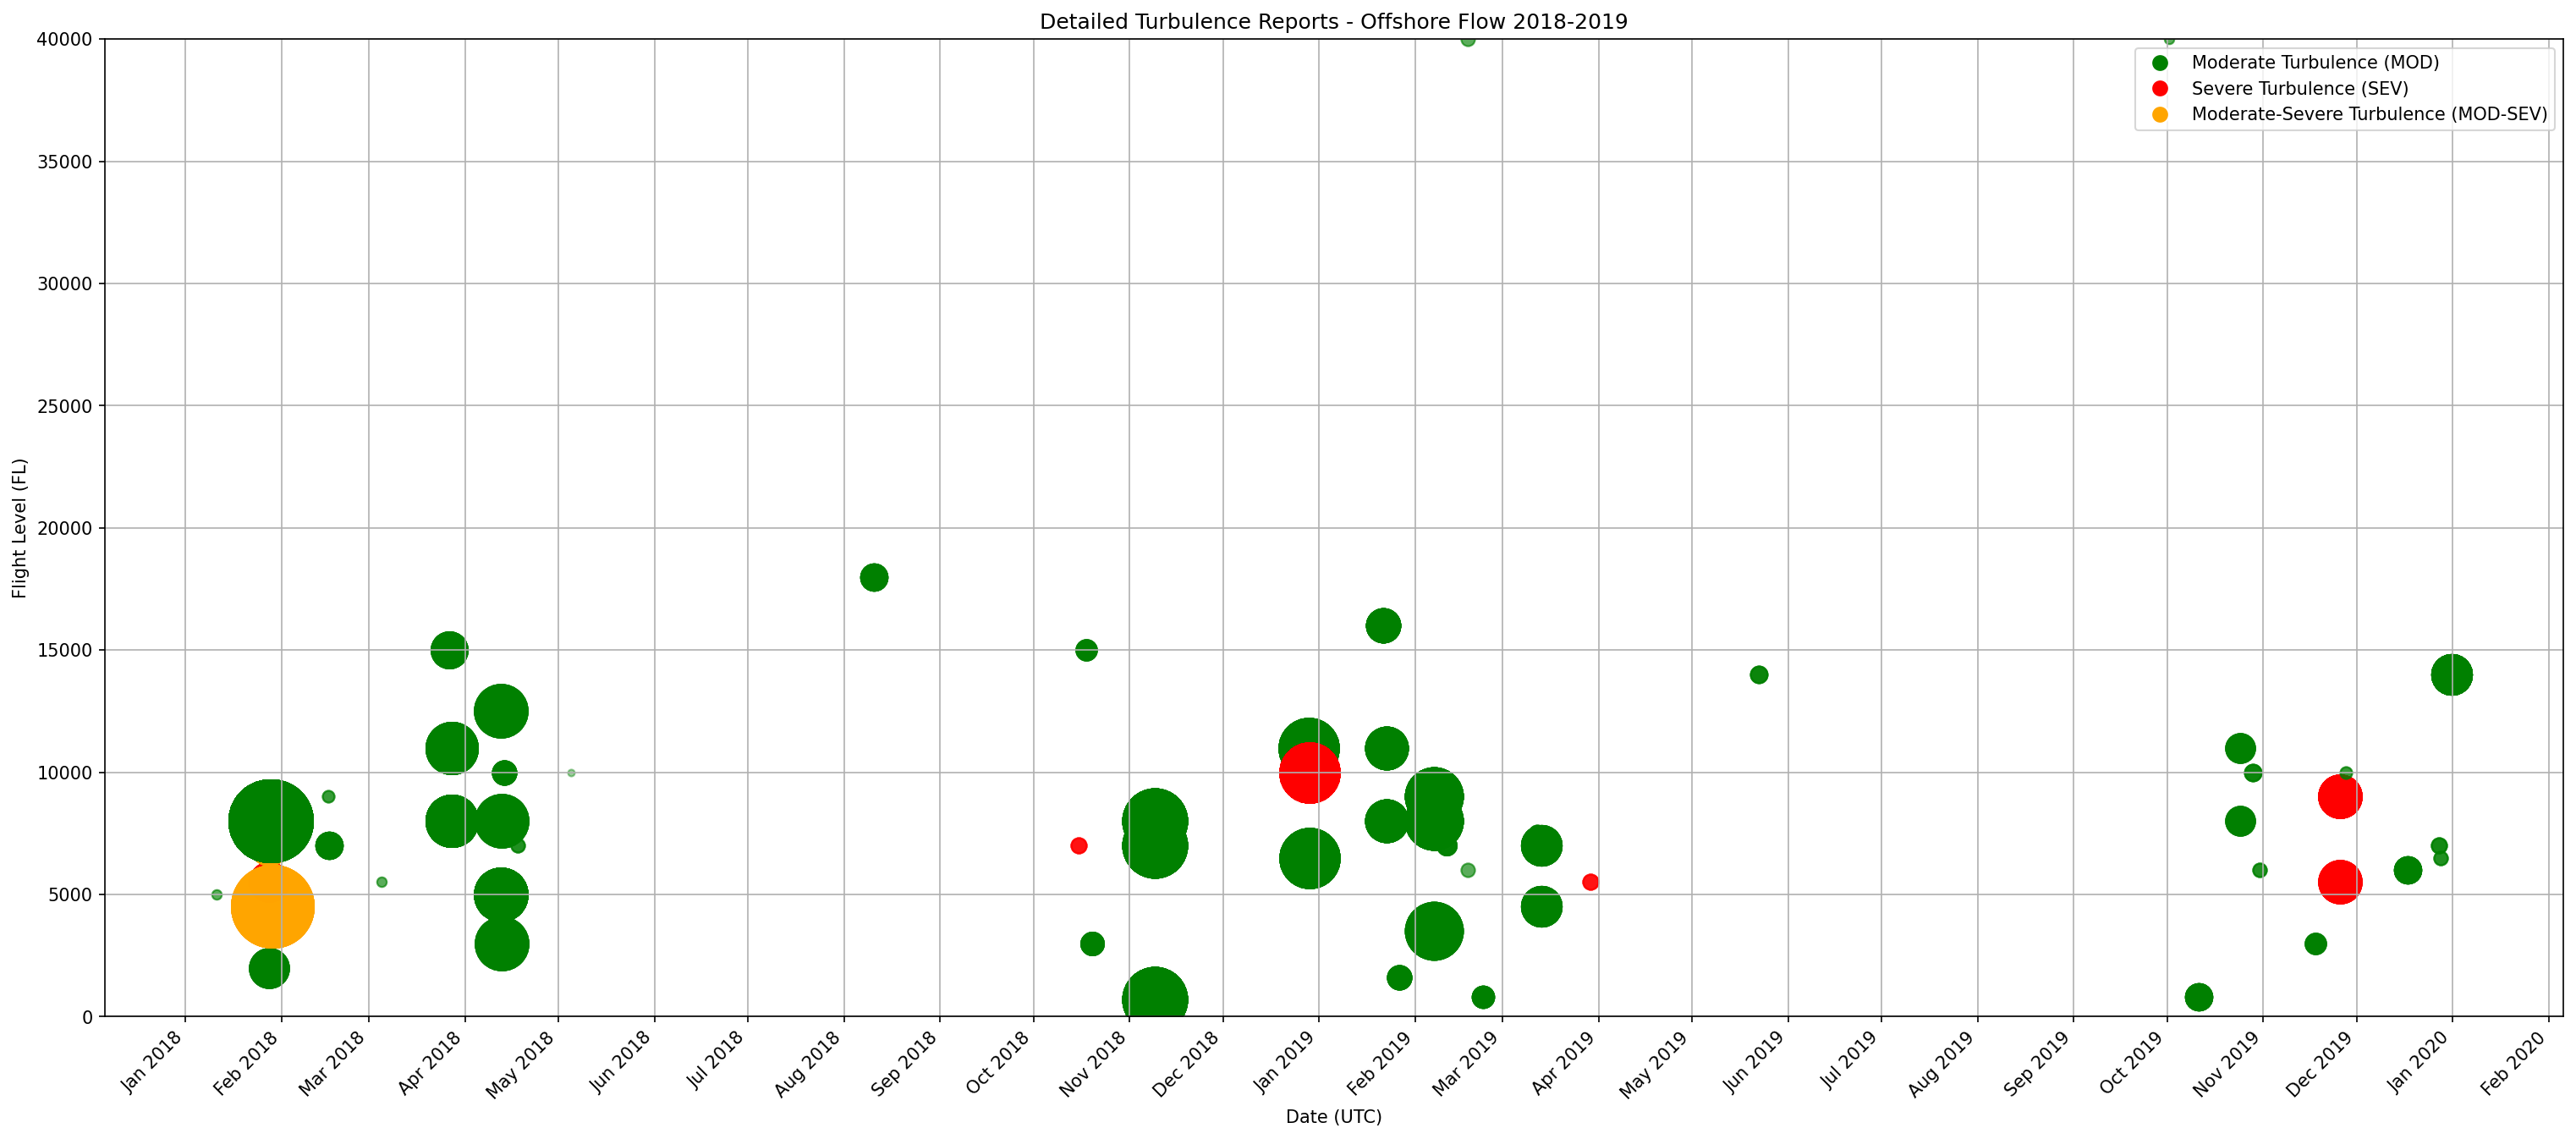 Detailed Turbulence Reports - Offshore Flow 2018-2019
40000
35000
30000
25000
20000
15000
10000
5000
0
Flight Level (FL)
Moderate Turbulence (MOD)
Severe Turbulence (SEV)
Moderate-Severe Turbulence (MOD-SEV)
Jan 2018
Feb 2018
Mar 2018
Apr 2018
May 2018
Jun 2018
Jul 2018
Aug 2018
Sep 2018
Oct 2018
Nov 2018
Dec 2018
Jan 2019
Feb 2019
Mar 2019
Apr 2019
May 2019
Jun 2019
Jul 2019
Aug 2019
Sep 2019
Oct 2019
Nov 2019
Dec 2019
Jan 2020
Feb 2020
Date (UTC)